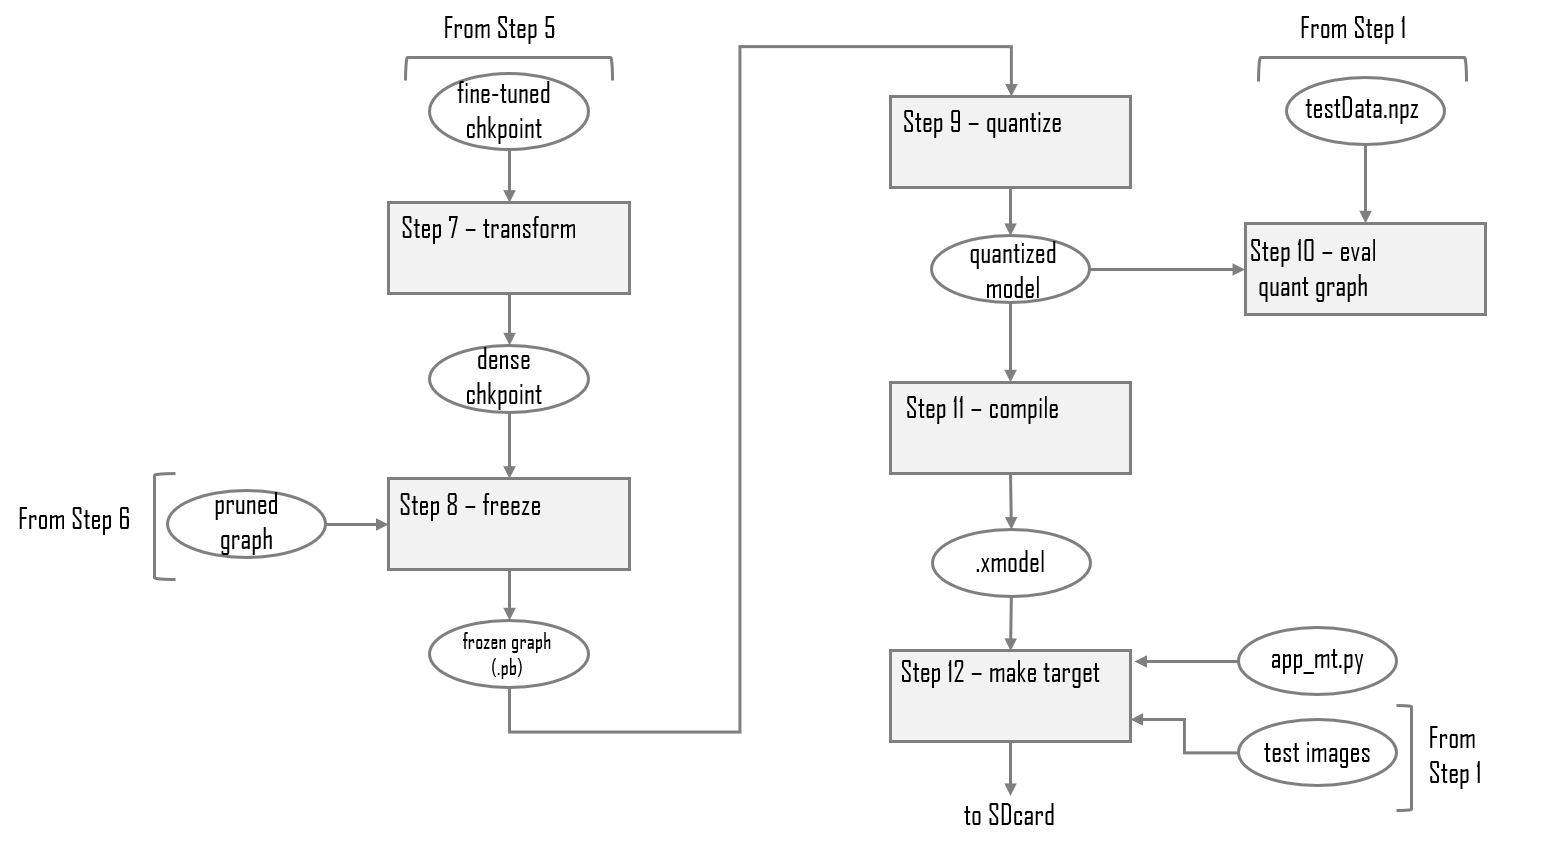 From Step 5
fine-tuned
chkpoint
Step 7 – transform
dense
chkpoint
From Step 6
pruned
graph
Step 8 – freeze
frozen graph
(.pb)
Step 9 – quantize
quantized
model
From Step 1
testData.npz
Step 10 – eval
quant graph
Step 11 – compile
.xmodel
Step 12 – make target
app_mt.py
test images
From
Step 1
to SDcard